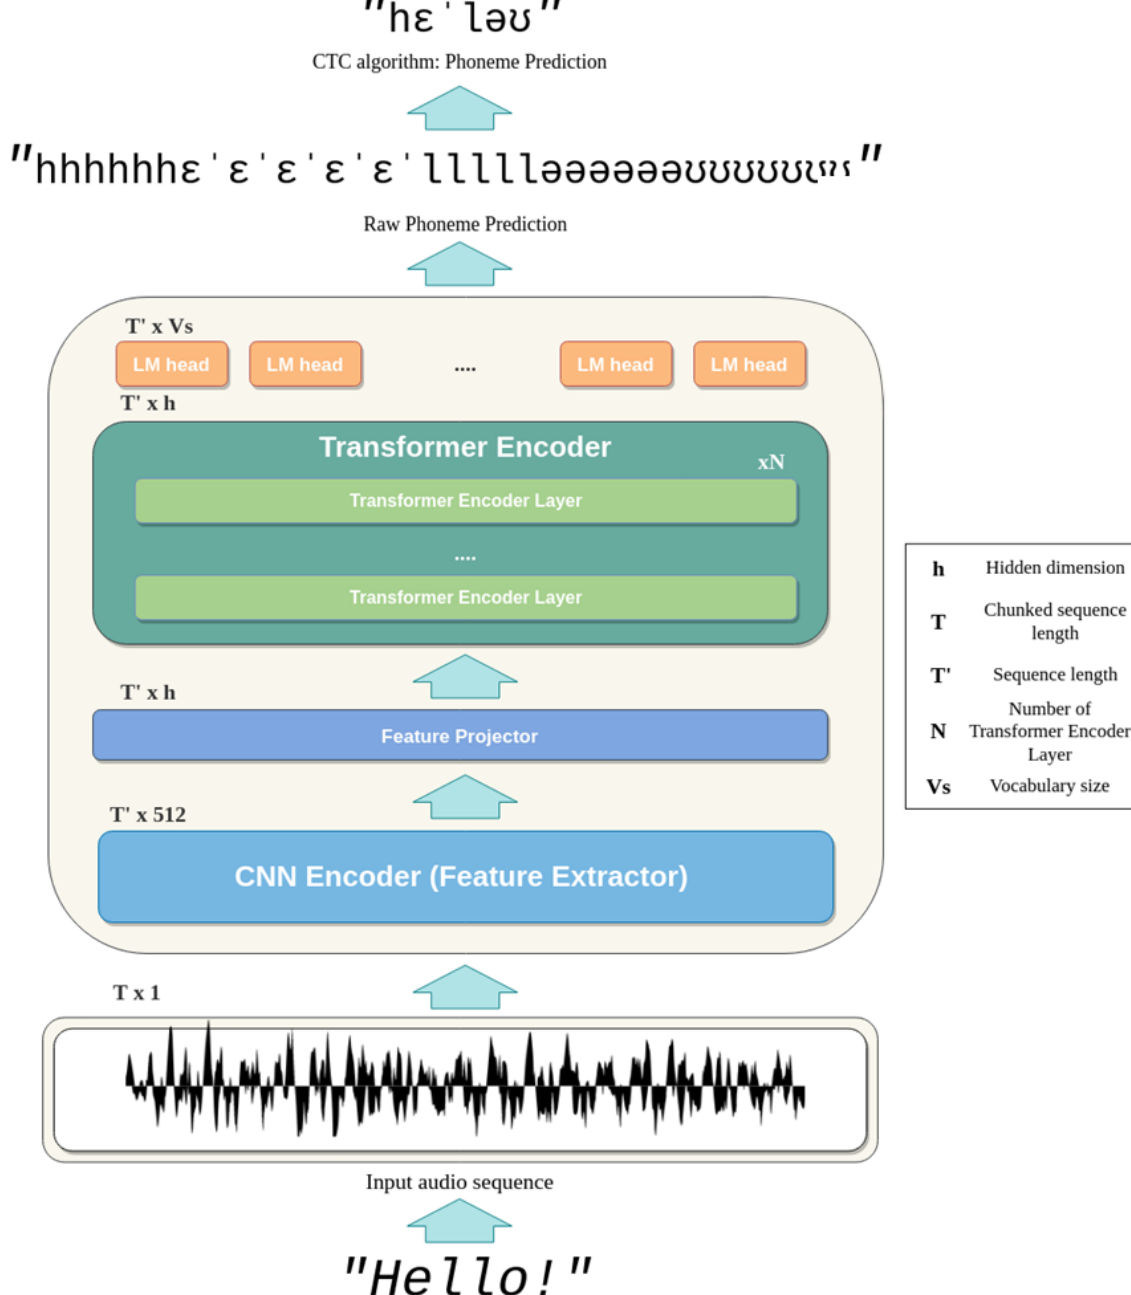 "hɛˈləʊ"
CTC algorithm: Phoneme Prediction
"hhhhhhɛˈɛˈɛˈɛˈɛˈllllləəəəəəʊʊʊʊʊ
Raw Phoneme Prediction
T' x Vs
LM head LM head .... LM head LM head
T' x h
Transformer Encoder
xN
Transformer Encoder Layer
....
Transformer Encoder Layer
T' x h
Feature Projector
T' x 512
CNN Encoder (Feature Extractor)
T x 1
Input audio sequence
"Hello!"
h Hidden dimension
T Chunked sequence
length
T' Sequence length
Number of
N Transformer Encoder
Layer
Vs Vocabulary size